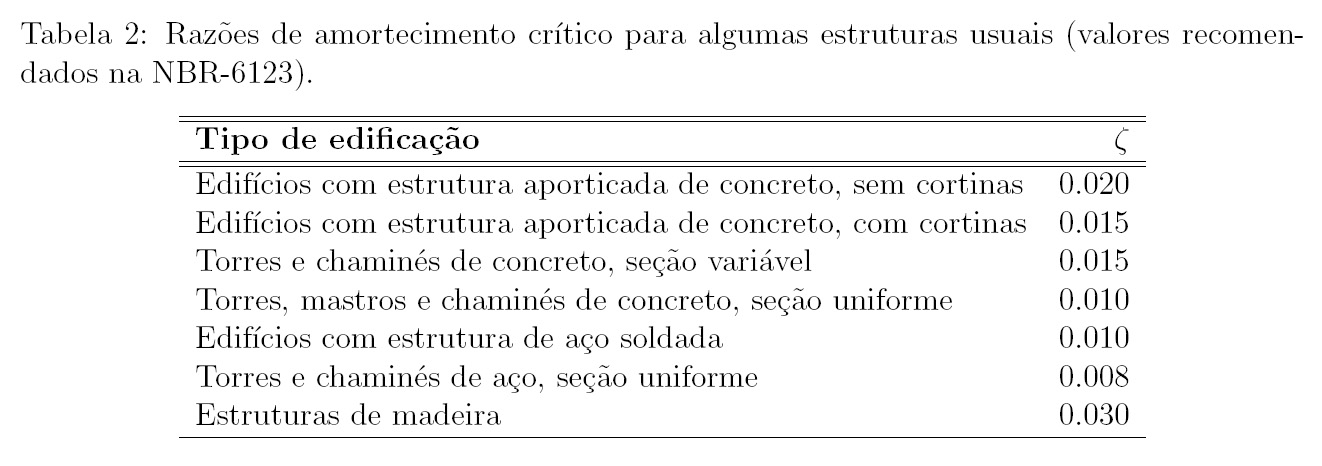 Tabela 2: Razões de amortecimento crítico para algumas estruturas usuais (valores recomen-
dados na NBR-6123).
Tipo de edificação ζ
Edifícios com estrutura aporticada de concreto, sem cortinas 0.020
Edifícios com estrutura aporticada de concreto, com cortinas 0.015
Torres e chaminés de concreto, seção variável 0.015
Torres, mastros e chaminés de concreto, seção uniforme 0.010
Edifícios com estrutura de aço soldada 0.010
Torres e chaminés de aço, seção uniforme 0.008
Estruturas de madeira 0.030